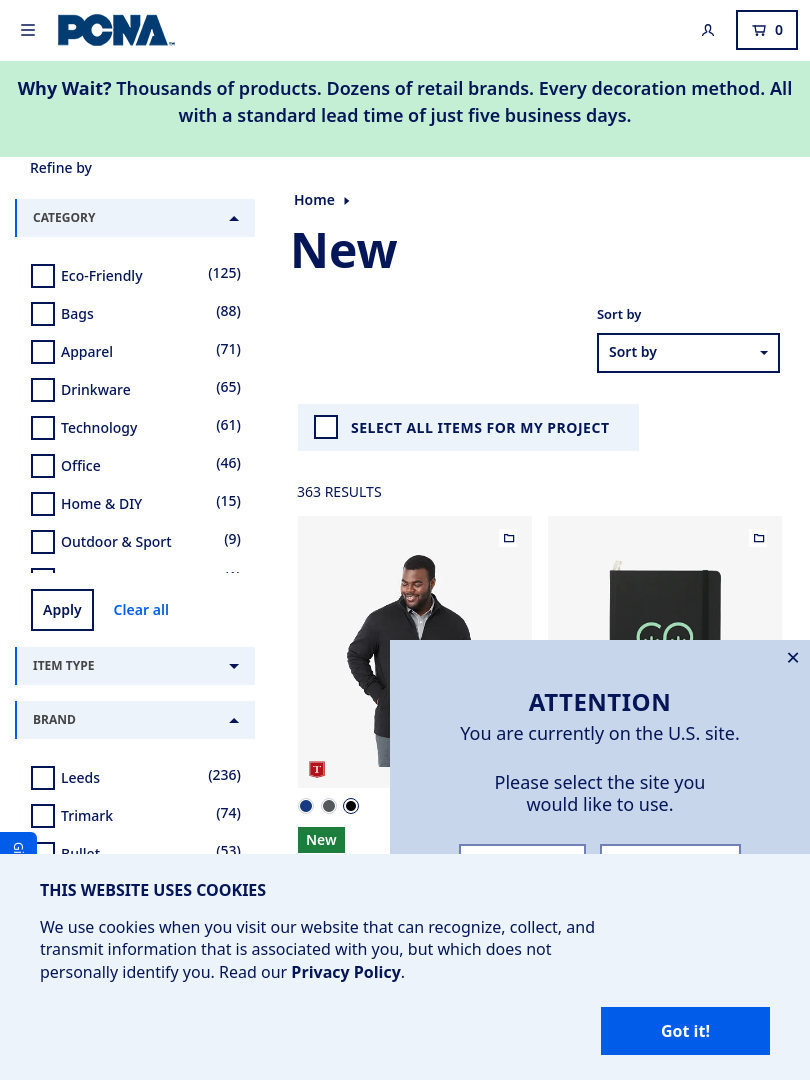 PCNA
0
Why Wait? Thousands of products. Dozens of retail brands. Every decoration method. All
with a standard lead time of just five business days.
Refine by
CATEGORY
Eco-Friendly (125)
Bags (88)
Apparel (71)
Drinkware (65)
Technology (61)
Office (46)
Home & DIY (15)
Outdoor & Sport (9)
Apply
Clear all
ITEM TYPE
BRAND
Leeds (236)
Trimark (74)
Bullet (53)
Home
New
Sort by
Sort by
SELECT ALL ITEMS FOR MY PROJECT
363 RESULTS
T
New
ATTENTION
You are currently on the U.S. site.
Please select the site you
would like to use.
THIS WEBSITE USES COOKIES
We use cookies when you visit our website that can recognize, collect, and
transmit information that is associated with you, but which does not
personally identify you. Read our Privacy Policy.
Got it!